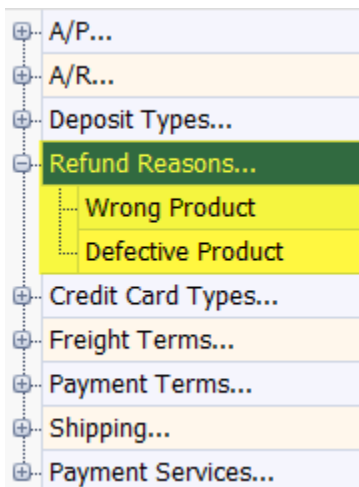 A/P...
A/R...
Deposit Types...
Refund Reasons...
Wrong Product
Defective Product
Credit Card Types...
Freight Terms...
Payment Terms...
Shipping...
Payment Services...